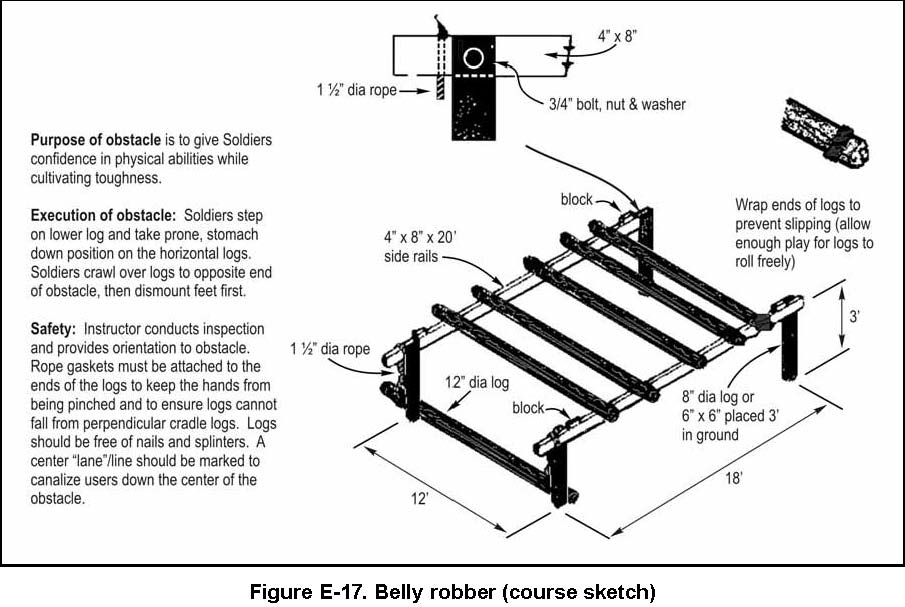 4” x 8”
1 ½” dia rope
3/4” bolt, nut & washer
Purpose of obstacle is to give Soldiers
confidence in physical abilities while
cultivating toughness.
Execution of obstacle: Soldiers step
on lower log and take prone, stomach
down position on the horizontal logs.
Soldiers crawl over logs to opposite end
of obstacle, then dismount feet first.
Safety: Instructor conducts inspection
and provides orientation to obstacle.
Rope gaskets must be attached to the
ends of the logs to keep the hands from
being pinched and to ensure logs cannot
fall from perpendicular cradle logs. Logs
should be free of nails and splinters. A
center “lane”/line should be marked to
canalize users down the center of the
obstacle.
block
Wrap ends of logs to
prevent slipping (allow
enough play for logs to
roll freely)
4” x 8” x 20’
side rails
3’
1 ½” dia rope
12” dia log
block
8” dia log or
6” x 6” placed 3’
in ground
12’
18’
Figure E-17. Belly robber (course sketch)